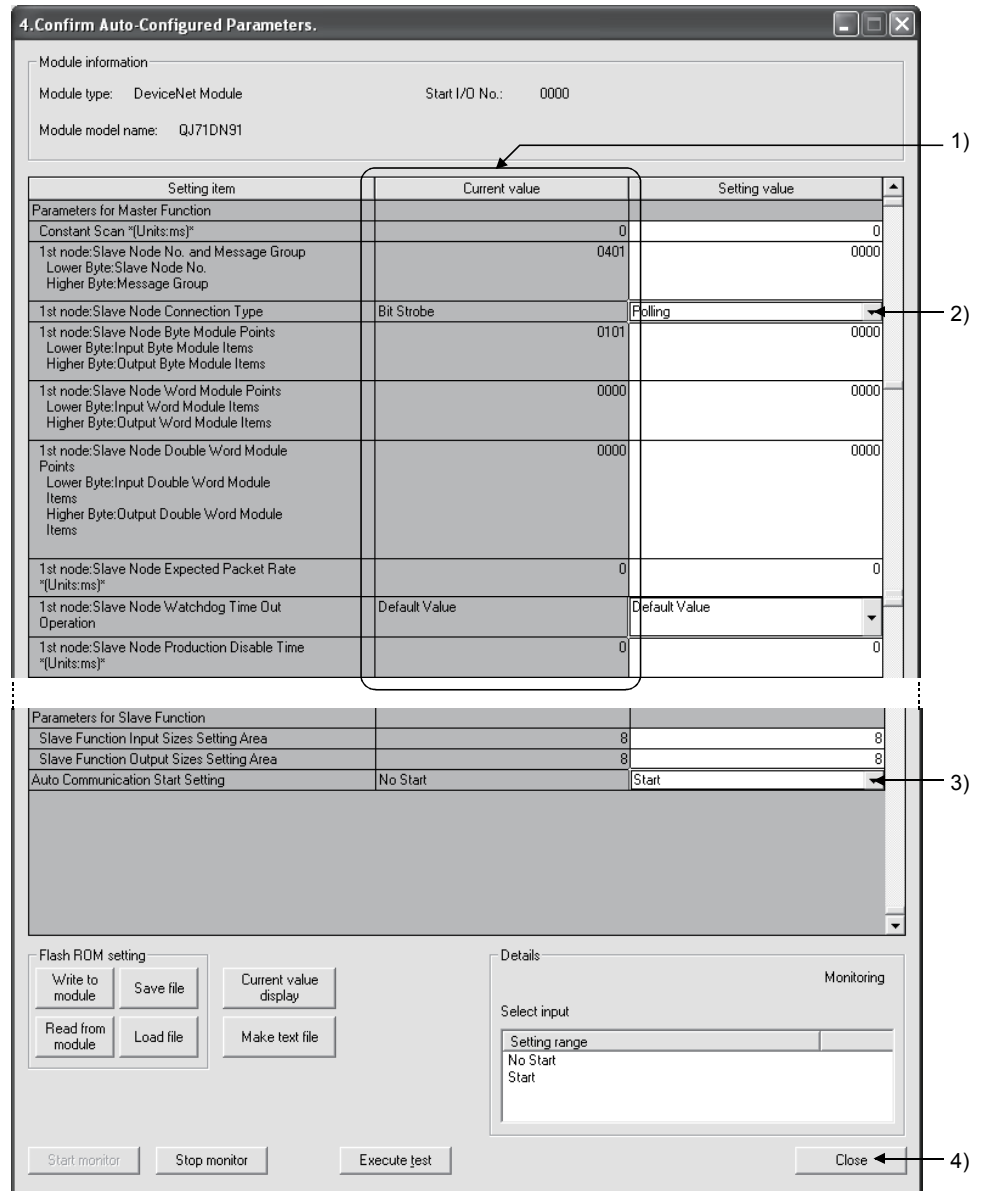 4.Confirm Auto-Configured Parameters.
Module information
Module type: DeviceNet Module Start I/O No.: 0000
Module model name: QJ71DN91
1)
Setting item Current value Setting value
Parameters for Master Function
Constant Scan *(Units:ms)* 0 0
1st node:Slave Node No. and Message Group 0401 0000
Lower Byte:Slave Node No.
Higher Byte:Message Group
1st node:Slave Node Connection Type Bit Strobe Polling 2)
1st node:Slave Node Byte Module Points 0101 0000
Lower Byte:Input Byte Module Items
Higher Byte:Output Byte Module Items
1st node:Slave Node Word Module Points 0000 0000
Lower Byte:Input Word Module Items
Higher Byte:Output Word Module Items
1st node:Slave Node Double Word Module 0000 0000
Points
Lower Byte:Input Double Word Module
Items
Higher Byte:Output Double Word Module
Items
1st node:Slave Node Expected Packet Rate 0 0
*(Units:ms)*
1st node:Slave Node Watchdog Time Out Default Value Default Value
Operation
1st node:Slave Node Production Disable Time 0 0
*(Units:ms)*
Parameters for Slave Function
Slave Function Input Sizes Setting Area 8 8
Slave Function Output Sizes Setting Area 8 8
Auto Communication Start Setting No Start Start 3)
Flash ROM setting
Write to
module
Save file
Current value
display
Read from
module
Load file
Make text file
Details
Monitoring
Select input
Setting range
No Start
Start
Start monitor Stop monitor Execute test Close 4)